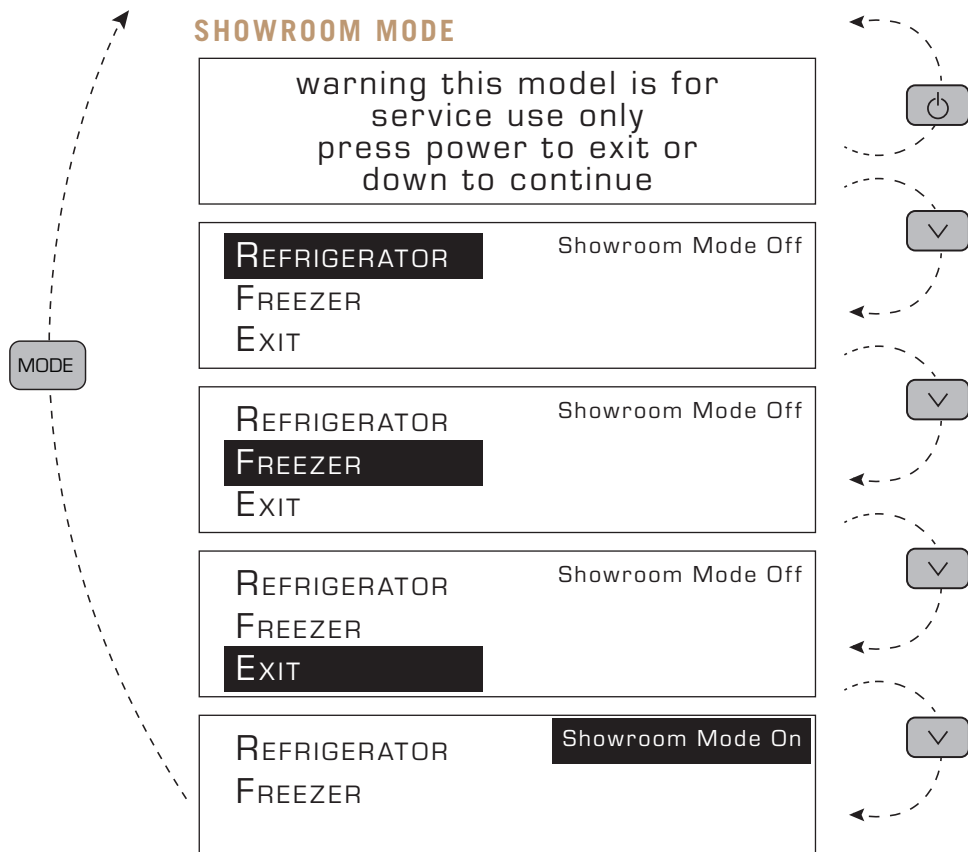 SHOWROOM MODE
warning this model is for
service use only
press power to exit or
down to continue
REFRIGERATOR
Showroom Mode Off
FREEZER
EXIT
MODE
REFRIGERATOR
Showroom Mode Off
FREEZER
EXIT
REFRIGERATOR
Showroom Mode Off
FREEZER
EXIT
REFRIGERATOR
Showroom Mode On
FREEZER